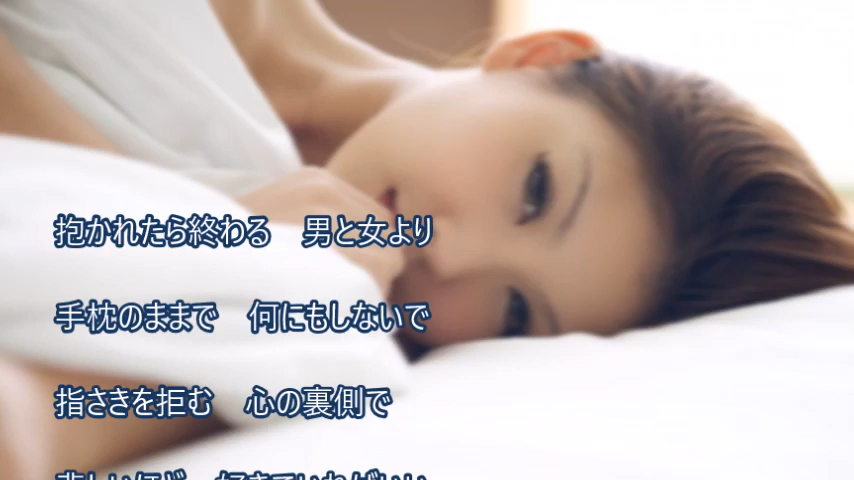 抱かれたら終わる　男と女より
手枕のままで　何にもしないで
指さきを拒む　心の裏側で